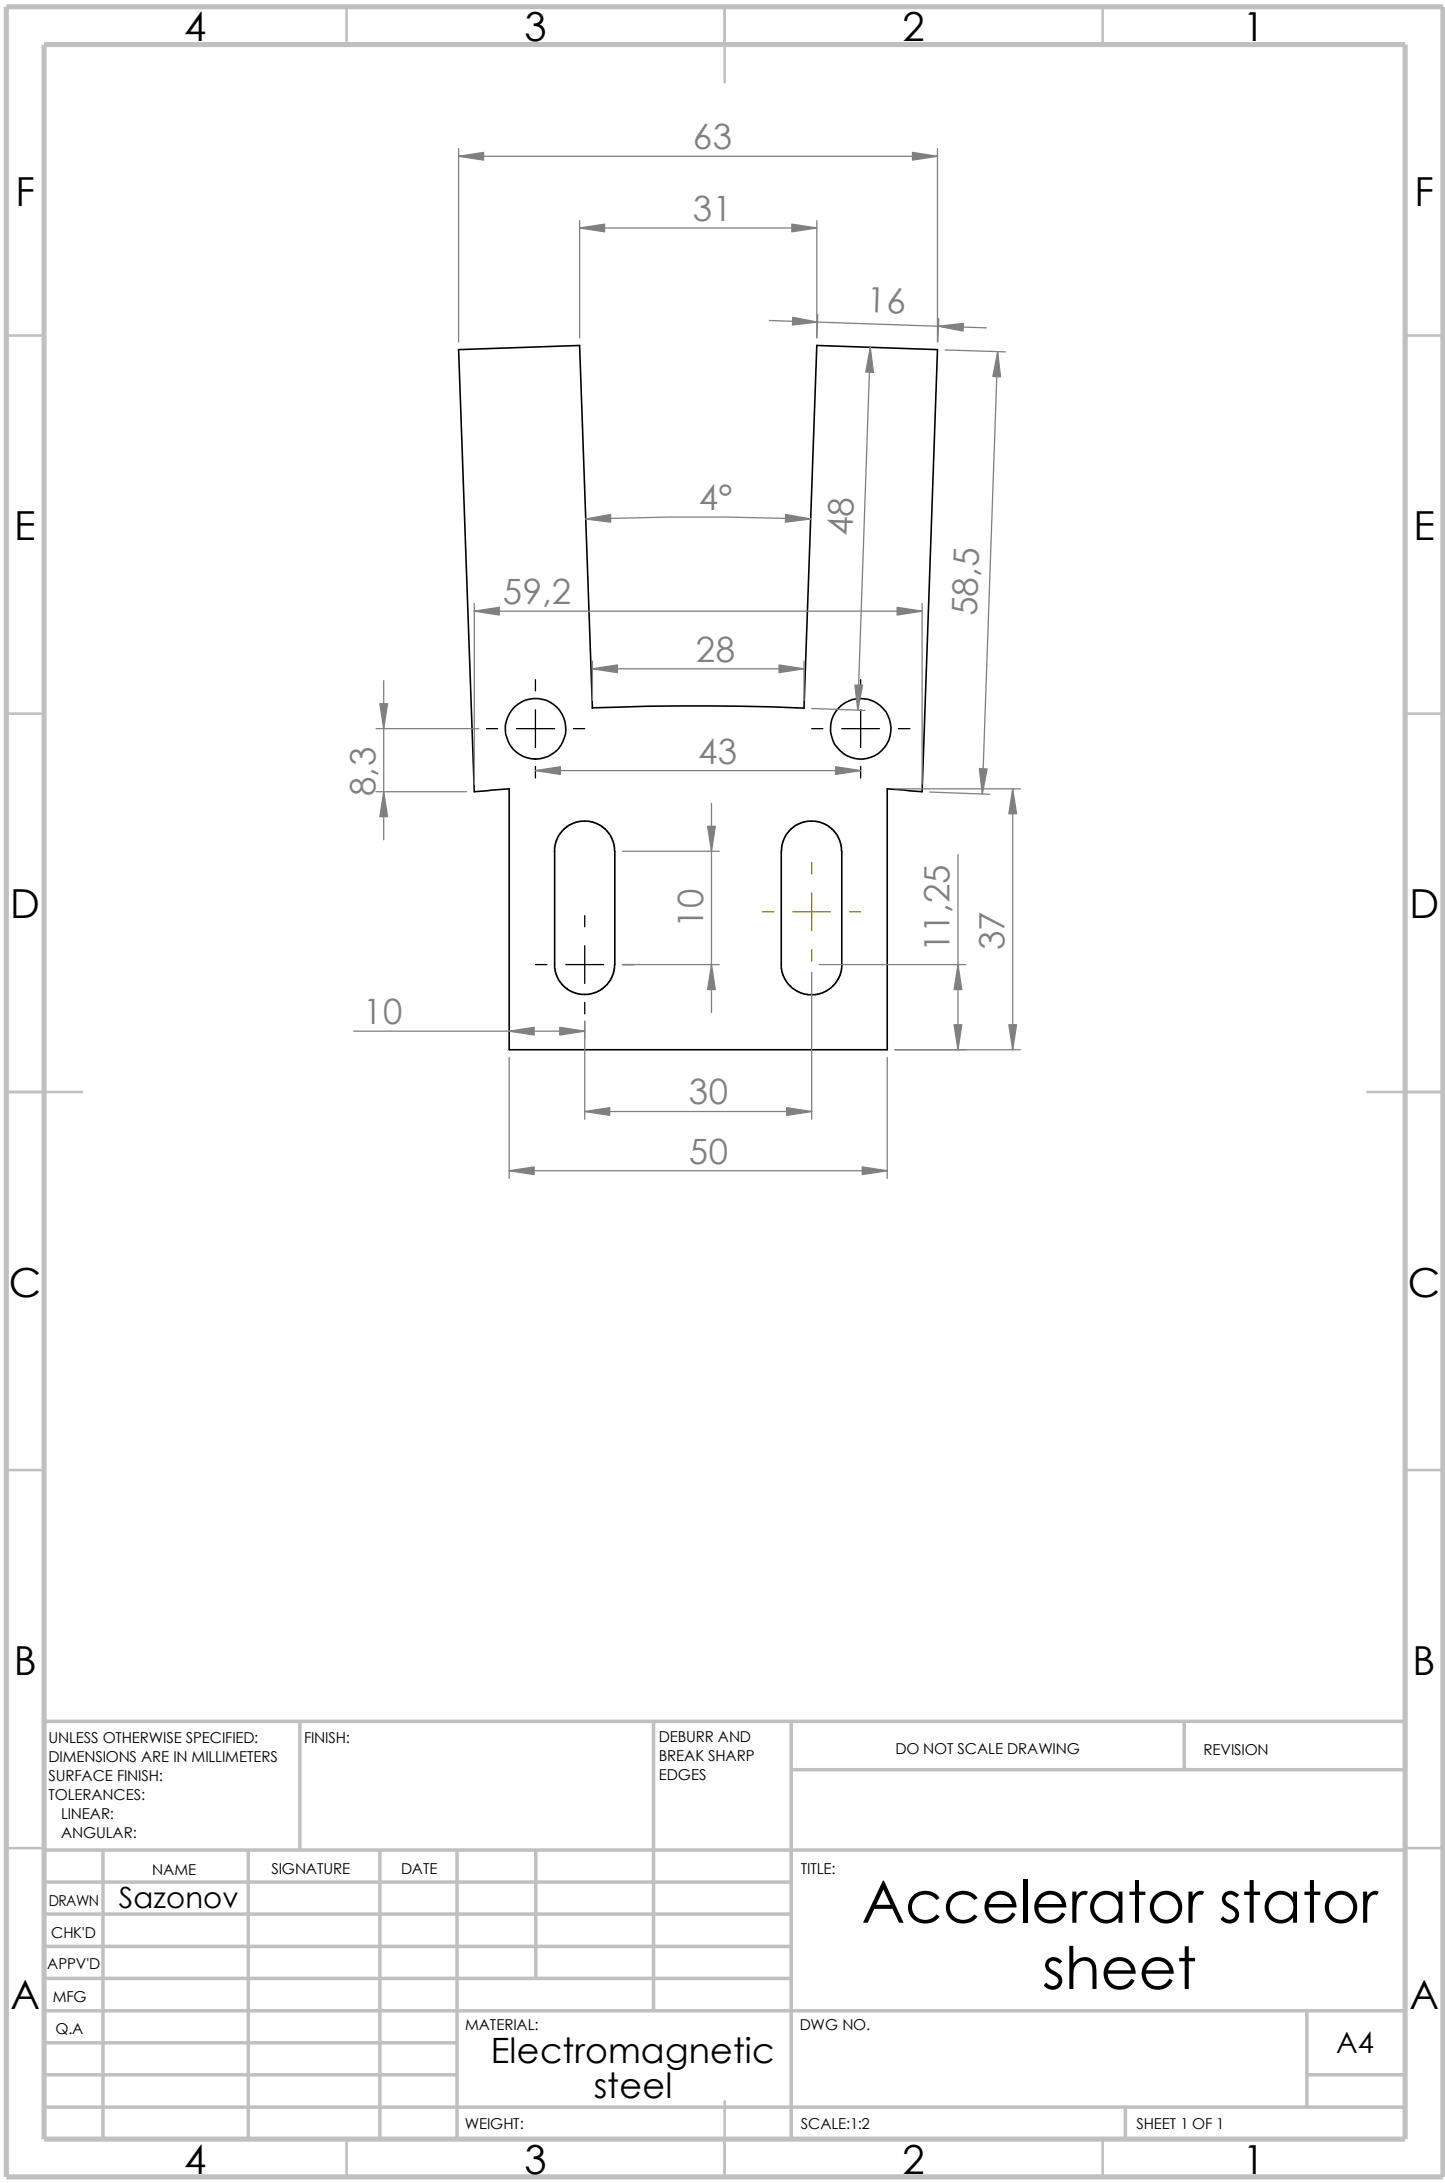 4 3 2 1
63
F F
31
16
4°
48
E E
58,5
59,2
28
43
8,3
10
11,25
37
D D
10
30
50
C C
B B
UNLESS OTHERWISE SPECIFIED:
DIMENSIONS ARE IN MILLIMETERS
SURFACE FINISH:
TOLERANCES:
LINEAR:
ANGULAR:
FINISH:
DEBURR AND
BREAK SHARP
EDGES
DO NOT SCALE DRAWING
REVISION
NAME SIGNATURE DATE
DRAWN Sazonov
CHK'D
APPV'D
MFG
Q.A
A A
TITLE:
Accelerator stator
sheet
MATERIAL:
Electromagnetic
steel
DWG NO.
A4
WEIGHT:
SCALE:1:2
SHEET 1 OF 1
4 3 2 1